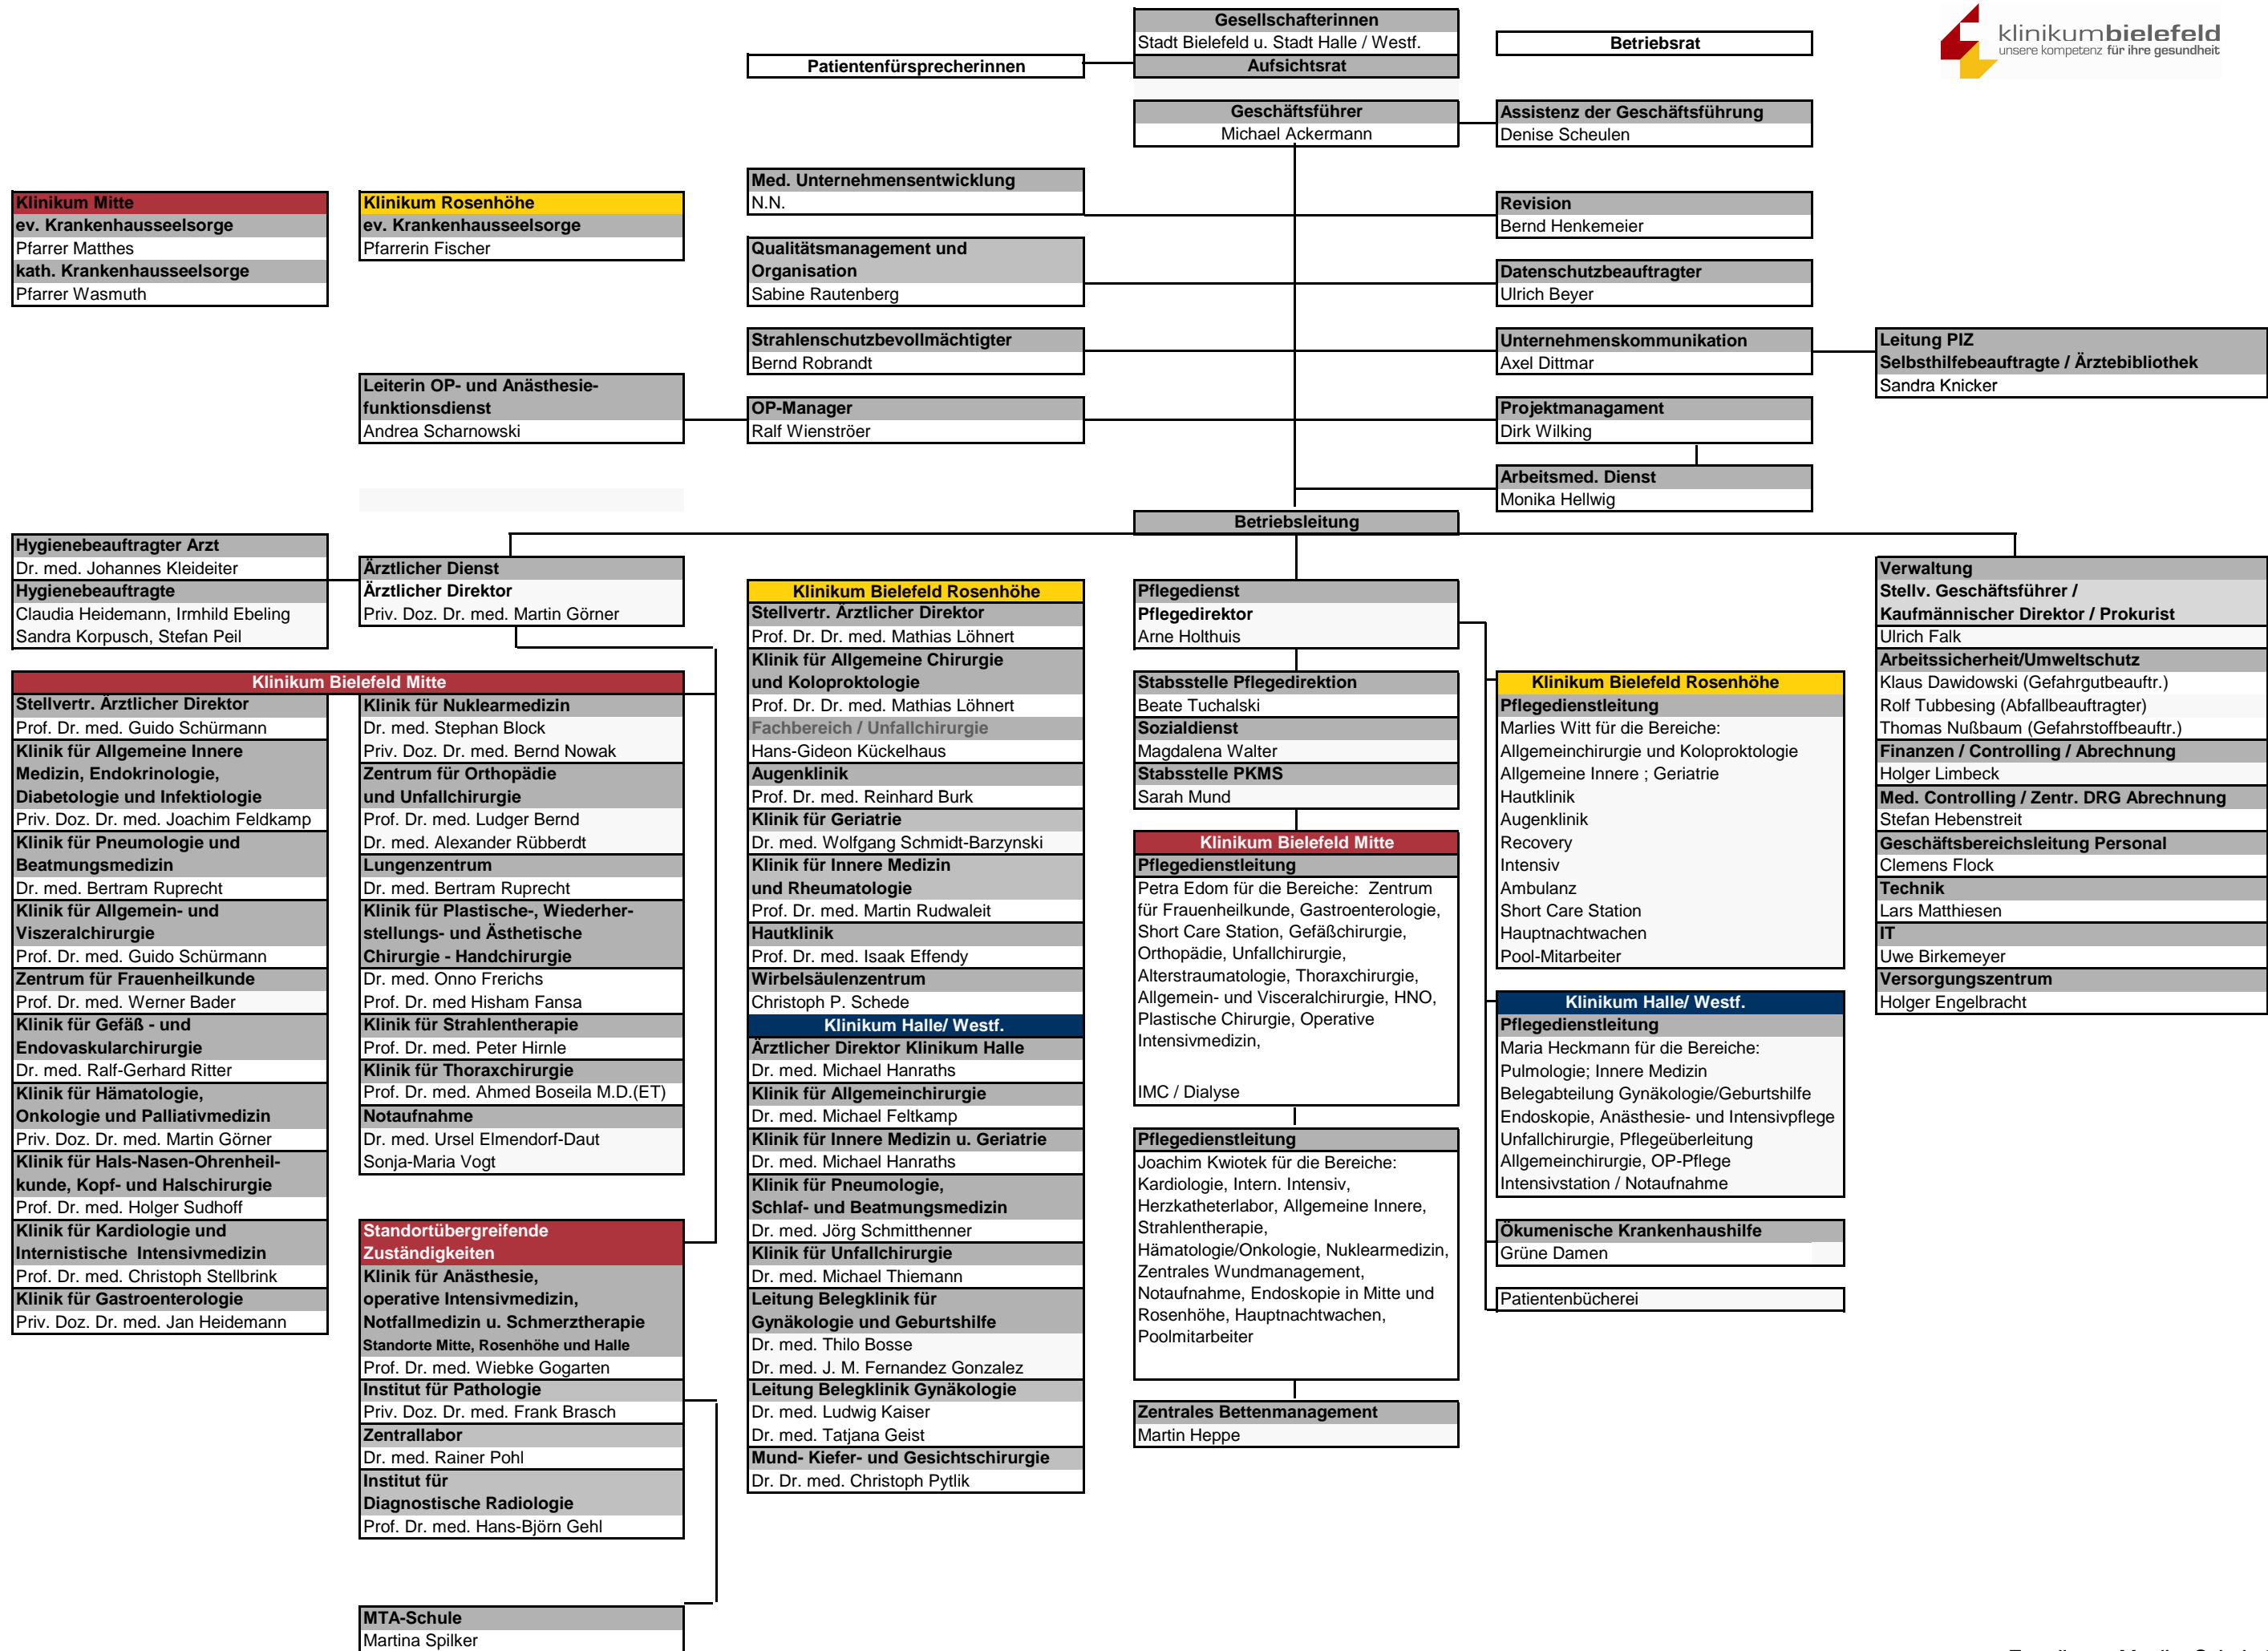 Gesellschafterinnen
Stadt Bielefeld u. Stadt Halle / Westf.
Aufsichtsrat
Patientenfürsprecherinnen
Betriebsrat
klinikumbielefeld
unsere kompetenz für ihre gesundheit
Geschäftsführer
Michael Ackermann
Assistenz der Geschäftsführung
Denise Scheulen
Klinikum Mitte
ev. Krankenhausseelsorge
Pfarrer Matthes
kath. Krankenhausseelsorge
Pfarrer Wasmuth
Klinikum Rosenhöhe
ev. Krankenhausseelsorge
Pfarrerin Fischer
Med. Unternehmensentwicklung
N.N.
Revision
Bernd Henkemeier
Qualitätsmanagement und
Organisation
Sabine Rautenberg
Datenschutzbeauftragter
Ulrich Beyer
Strahlenschutzbevollmächtigter
Bernd Robrandt
Unternehmenskommunikation
Axel Dittmar
Leitung PIZ
Selbsthilfebeauftragte / Ärztebibliothek
Sandra Knicker
Leiterin OP- und Anästhesie-
funktionsdienst
Andrea Scharnowski
OP-Manager
Ralf Wienströer
Projektmanagament
Dirk Wilking
Arbeitsmed. Dienst
Monika Hellwig
Betriebsleitung
Hygienebeauftragter Arzt
Dr. med. Johannes Kleideiter
Hygienebeauftragte
Claudia Heidemann, Irmhild Ebeling
Sandra Korpusch, Stefan Peil
Ärztlicher Dienst
Ärztlicher Direktor
Priv. Doz. Dr. med. Martin Görner
Klinikum Bielefeld Mitte
Stellvertr. Ärztlicher Direktor
Prof. Dr. med. Guido Schürmann
Klinik für Allgemeine Innere
Medizin, Endokrinologie,
Diabetologie und Infektiologie
Priv. Doz. Dr. med. Joachim Feldkamp
Klinik für Pneumologie und
Beatmungsmedizin
Dr. med. Bertram Ruprecht
Klinik für Allgemein- und
Viszeralchirurgie
Prof. Dr. med. Guido Schürmann
Zentrum für Frauenheilkunde
Prof. Dr. med. Werner Bader
Klinik für Gefäß - und
Endovaskularchirurgie
Dr. med. Ralf-Gerhard Ritter
Klinik für Hämatologie,
Onkologie und Palliativmedizin
Priv. Doz. Dr. med. Martin Görner
Klinik für Hals-Nasen-Ohrenheil-
kunde, Kopf- und Halschirurgie
Prof. Dr. med. Holger Sudhoff
Klinik für Kardiologie und
Internistische Intensivmedizin
Prof. Dr. med. Christoph Stellbrink
Klinik für Gastroenterologie
Priv. Doz. Dr. med. Jan Heidemann
Klinik für Nuklearmedizin
Dr. med. Stephan Block
Priv. Doz. Dr. med. Bernd Nowak
Zentrum für Orthopädie
und Unfallchirurgie
Prof. Dr. med. Ludger Bernd
Dr. med. Alexander Rübberdt
Lungenzentrum
Dr. med. Bertram Ruprecht
Klinik für Plastische-, Wiederher-
stellungs- und Ästhetische
Chirurgie - Handchirurgie
Dr. med. Onno Frerichs
Prof. Dr. med Hisham Fansa
Klinik für Strahlentherapie
Prof. Dr. med. Peter Hirnle
Klinik für Thoraxchirurgie
Prof. Dr. med. Ahmed Boseila M.D.(ET)
Notaufnahme
Dr. med. Ursel Elmendorf-Daut
Sonja-Maria Vogt
Standortübergreifende
Zuständigkeiten
Klinik für Anästhesie,
operative Intensivmedizin,
Notfallmedizin u. Schmerztherapie
Standorte Mitte, Rosenhöhe und Halle
Prof. Dr. med. Wiebke Gogarten
Institut für Pathologie
Priv. Doz. Dr. med. Frank Brasch
Zentrallabor
Dr. med. Rainer Pohl
Institut für
Diagnostische Radiologie
Prof. Dr. med. Hans-Björn Gehl
MTA-Schule
Martina Spilker
Klinikum Bielefeld Rosenhöhe
Stellvertr. Ärztlicher Direktor
Prof. Dr. Dr. med. Mathias Löhnert
Klinik für Allgemeine Chirurgie
und Koloproktologie
Prof. Dr. Dr. med. Mathias Löhnert
Fachbereich / Unfallchirurgie
Hans-Gideon Kückelhaus
Augenklinik
Prof. Dr. med. Reinhard Burk
Klinik für Geriatrie
Dr. med. Wolfgang Schmidt-Barzynski
Klinik für Innere Medizin
und Rheumatologie
Prof. Dr. med. Martin Rudwaleit
Hautklinik
Prof. Dr. med. Isaak Effendy
Wirbelsäulenzentrum
Christoph P. Schede
Klinikum Halle/ Westf.
Ärztlicher Direktor Klinikum Halle
Dr. med. Michael Hanraths
Klinik für Allgemeinchirurgie
Dr. med. Michael Feltkamp
Klinik für Innere Medizin u. Geriatrie
Dr. med. Michael Hanraths
Klinik für Pneumologie,
Schlaf- und Beatmungsmedizin
Dr. med. Jörg Schmitthenner
Klinik für Unfallchirurgie
Dr. med. Michael Thiemann
Leitung Belegklinik für
Gynäkologie und Geburtshilfe
Dr. med. Thilo Bosse
Dr. med. J. M. Fernandez Gonzalez
Leitung Belegklinik Gynäkologie
Dr. med. Ludwig Kaiser
Dr. med. Tatjana Geist
Mund- Kiefer- und Gesichtschirurgie
Dr. Dr. med. Christoph Pytlik
Pflegedienst
Pflegedirektor
Arne Holthuis
Stabsstelle Pflegedirektion
Beate Tuchalski
Sozialdienst
Magdalena Walter
Stabsstelle PKMS
Sarah Mund
Klinikum Bielefeld Mitte
Pflegedienstleitung
Petra Edom für die Bereiche: Zentrum
für Frauenheilkunde, Gastroenterologie,
Short Care Station, Gefäßchirurgie,
Orthopädie, Unfallchirurgie,
Alterstraumatologie, Thoraxchirurgie,
Allgemein- und Visceralchirurgie, HNO,
Plastische Chirurgie, Operative
Intensivmedizin,
IMC / Dialyse
Pflegedienstleitung
Joachim Kwiotek für die Bereiche:
Kardiologie, Intern. Intensiv,
Herzkatheterlabor, Allgemeine Innere,
Strahlentherapie,
Hämatologie/Onkologie, Nuklearmedizin,
Zentrales Wundmanagement,
Notaufnahme, Endoskopie in Mitte und
Rosenhöhe, Hauptnachtwachen,
Poolmitarbeiter
Zentrales Bettenmanagement
Martin Heppe
Klinikum Bielefeld Rosenhöhe
Pflegedienstleitung
Marlies Witt für die Bereiche:
Allgemeinchirurgie und Koloproktologie
Allgemeine Innere ; Geriatrie
Hautklinik
Augenklinik
Recovery
Intensiv
Ambulanz
Short Care Station
Hauptnachtwachen
Pool-Mitarbeiter
Klinikum Halle/ Westf.
Pflegedienstleitung
Maria Heckmann für die Bereiche:
Pulmologie; Innere Medizin
Belegabteilung Gynäkologie/Geburtshilfe
Endoskopie, Anästhesie- und Intensivpflege
Unfallchirurgie, Pflegeüberleitung
Allgemeinchirurgie, OP-Pflege
Intensivstation / Notaufnahme
Ökumenische Krankenhaushilfe
Grüne Damen
Patientenbücherei
Verwaltung
Stellv. Geschäftsführer /
Kaufmännischer Direktor / Prokurist
Ulrich Falk
Arbeitssicherheit/Umweltschutz
Klaus Dawidowski (Gefahrgutbeauftr.)
Rolf Tubbesing (Abfallbeauftragter)
Thomas Nußbaum (Gefahrstoffbeauftr.)
Finanzen / Controlling / Abrechnung
Holger Limbeck
Med. Controlling / Zentr. DRG Abrechnung
Stefan Hebenstreit
Geschäftsbereichsleitung Personal
Clemens Flock
Technik
Lars Matthiesen
IT
Uwe Birkemeyer
Versorgungszentrum
Holger Engelbracht